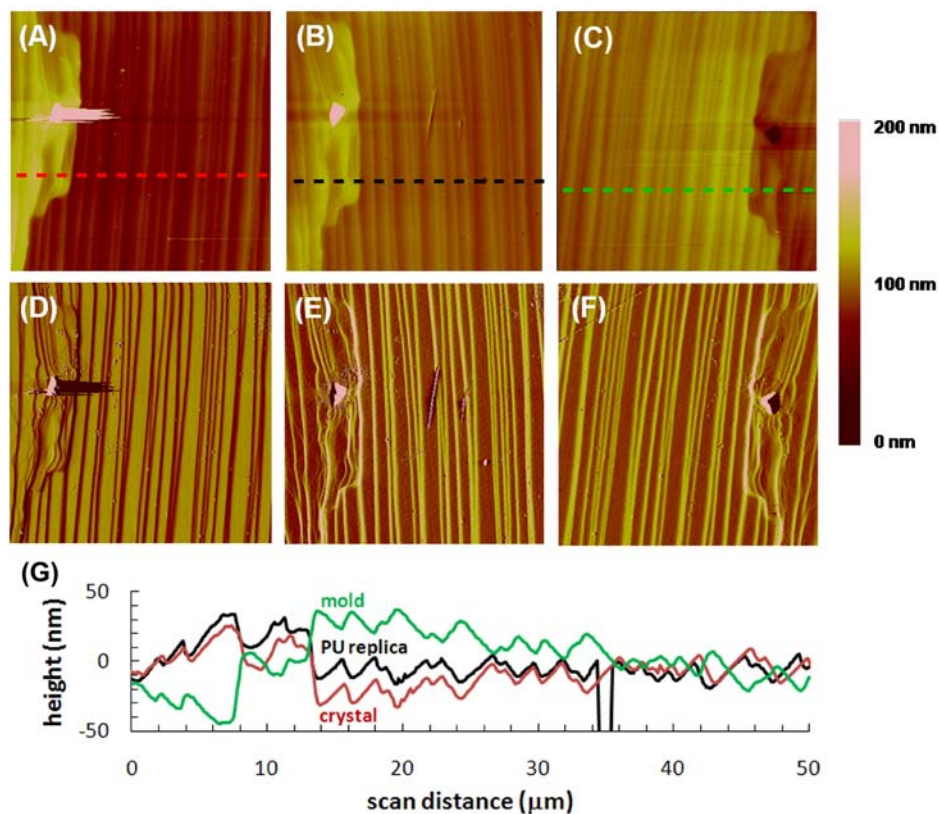 (A)
(B)
(C)
200 nm
100 nm
0 nm
(D)
(E)
(F)
(G)
50
0
-50
height (nm)
mold
PU replica
crystal
0 10 20 30 40 50
scan distance (μm)